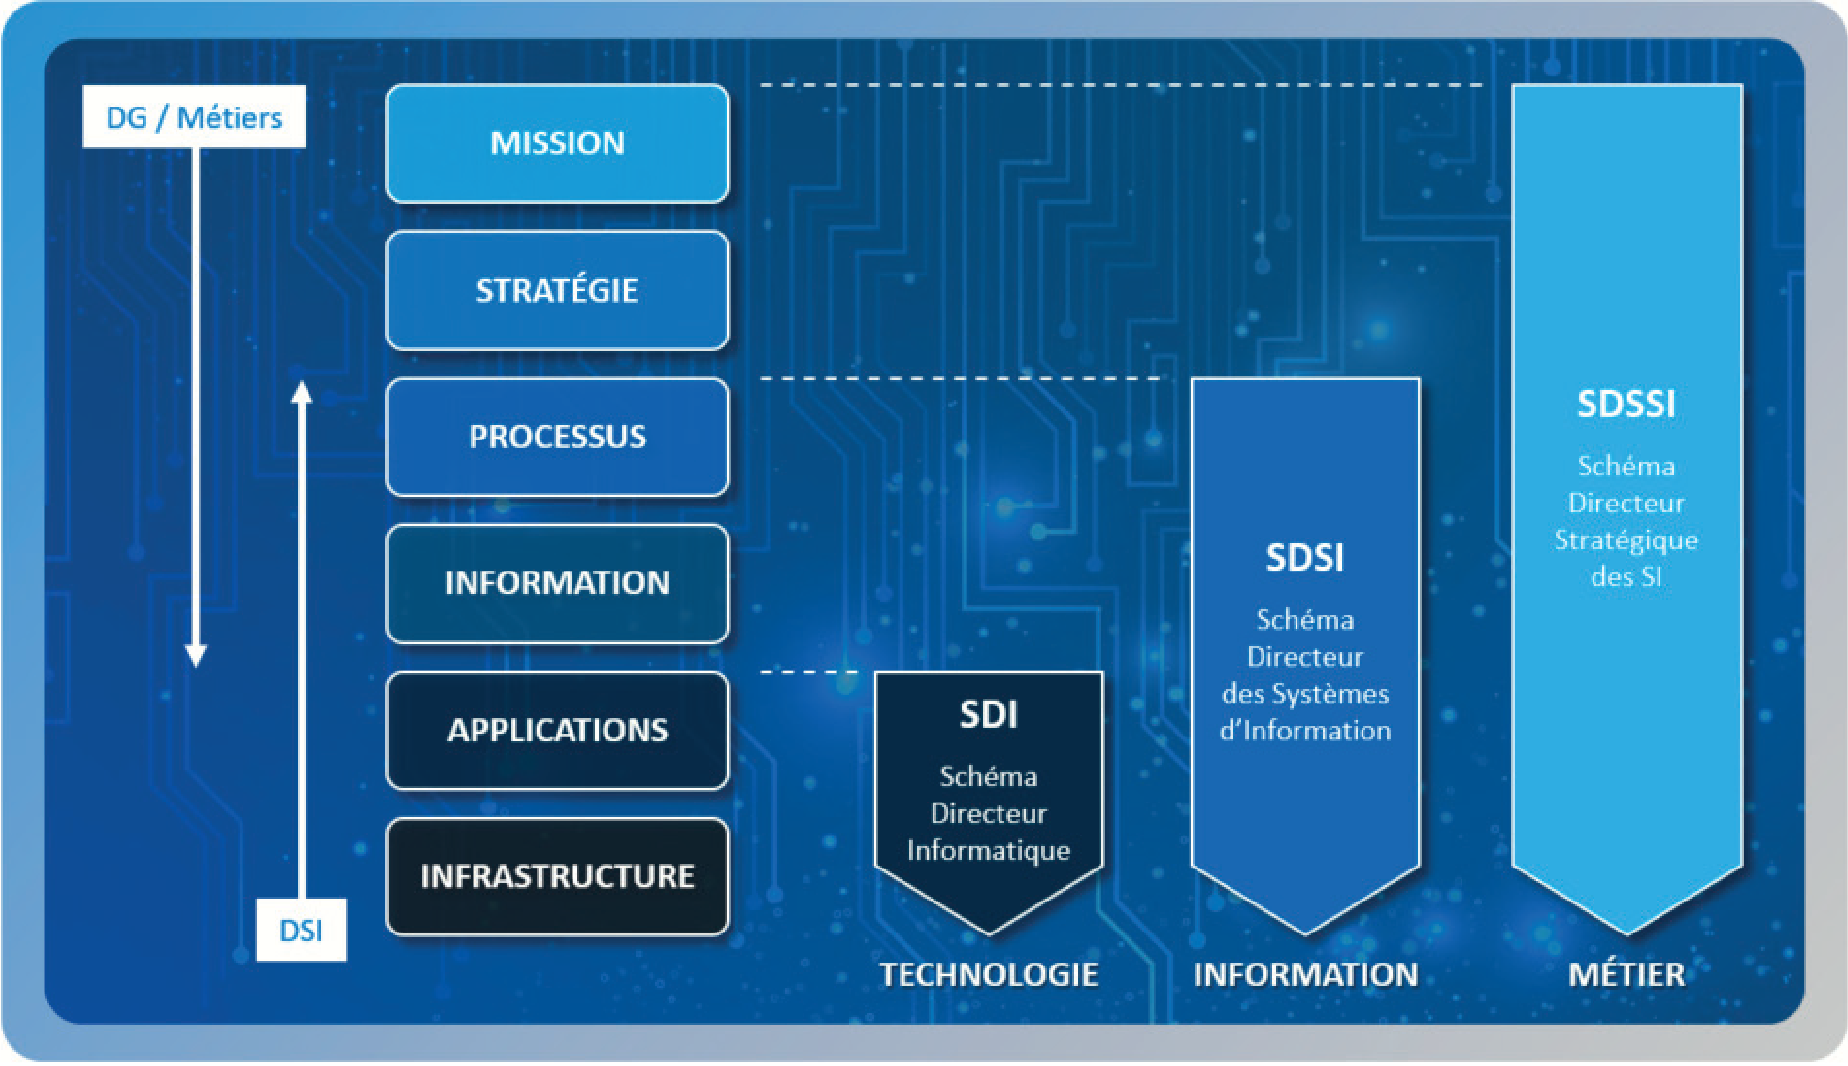 DG / Métiers
MISSION
STRATÉGIE
PROCESSUS
INFORMATION
APPLICATIONS
INFRASTRUCTURE
DSI
SDI
Schéma
Directeur
Informatique
TECHNOLOGIE
SDSI
Schéma
Directeur
des Systèmes
d'Information
INFORMATION
SDSSI
Schéma
Directeur
Stratégique
des SI
MÉTIER